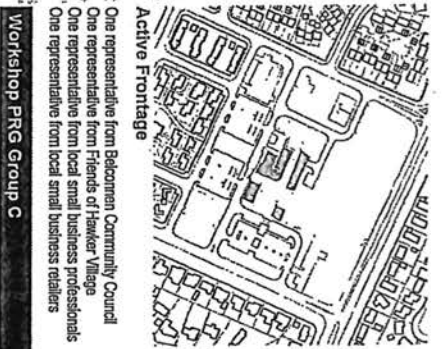 Active Frontage
One representative from Belconnen Community Council
One representative from Friends of Hawker Village
One representative from local small business professionals
One representative from local small business retailers
Workshop PRG Group C